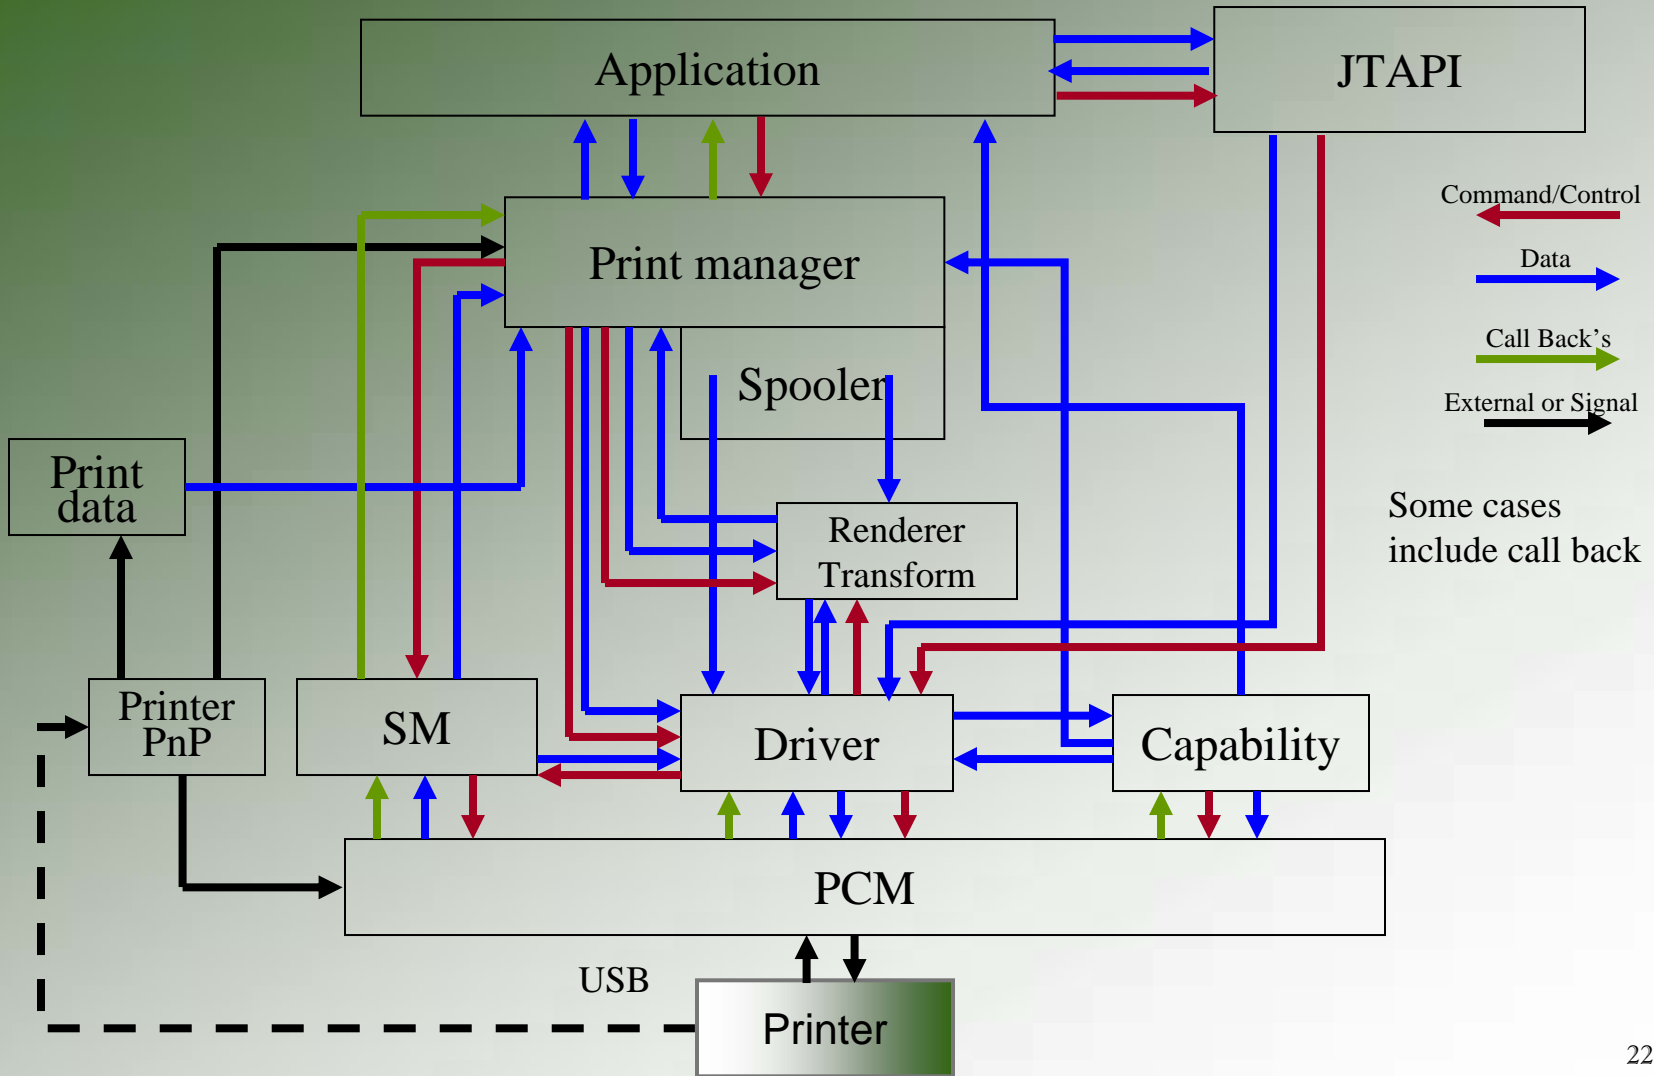 Application
JTAPI
Command/Control
Print manager
Data
Call Back's
Spooler
External or Signal
Print
data
Some cases
include call back
Renderer
Transform
Printer
PnP
SM
Driver
Capability
PCM
USB
Printer
22